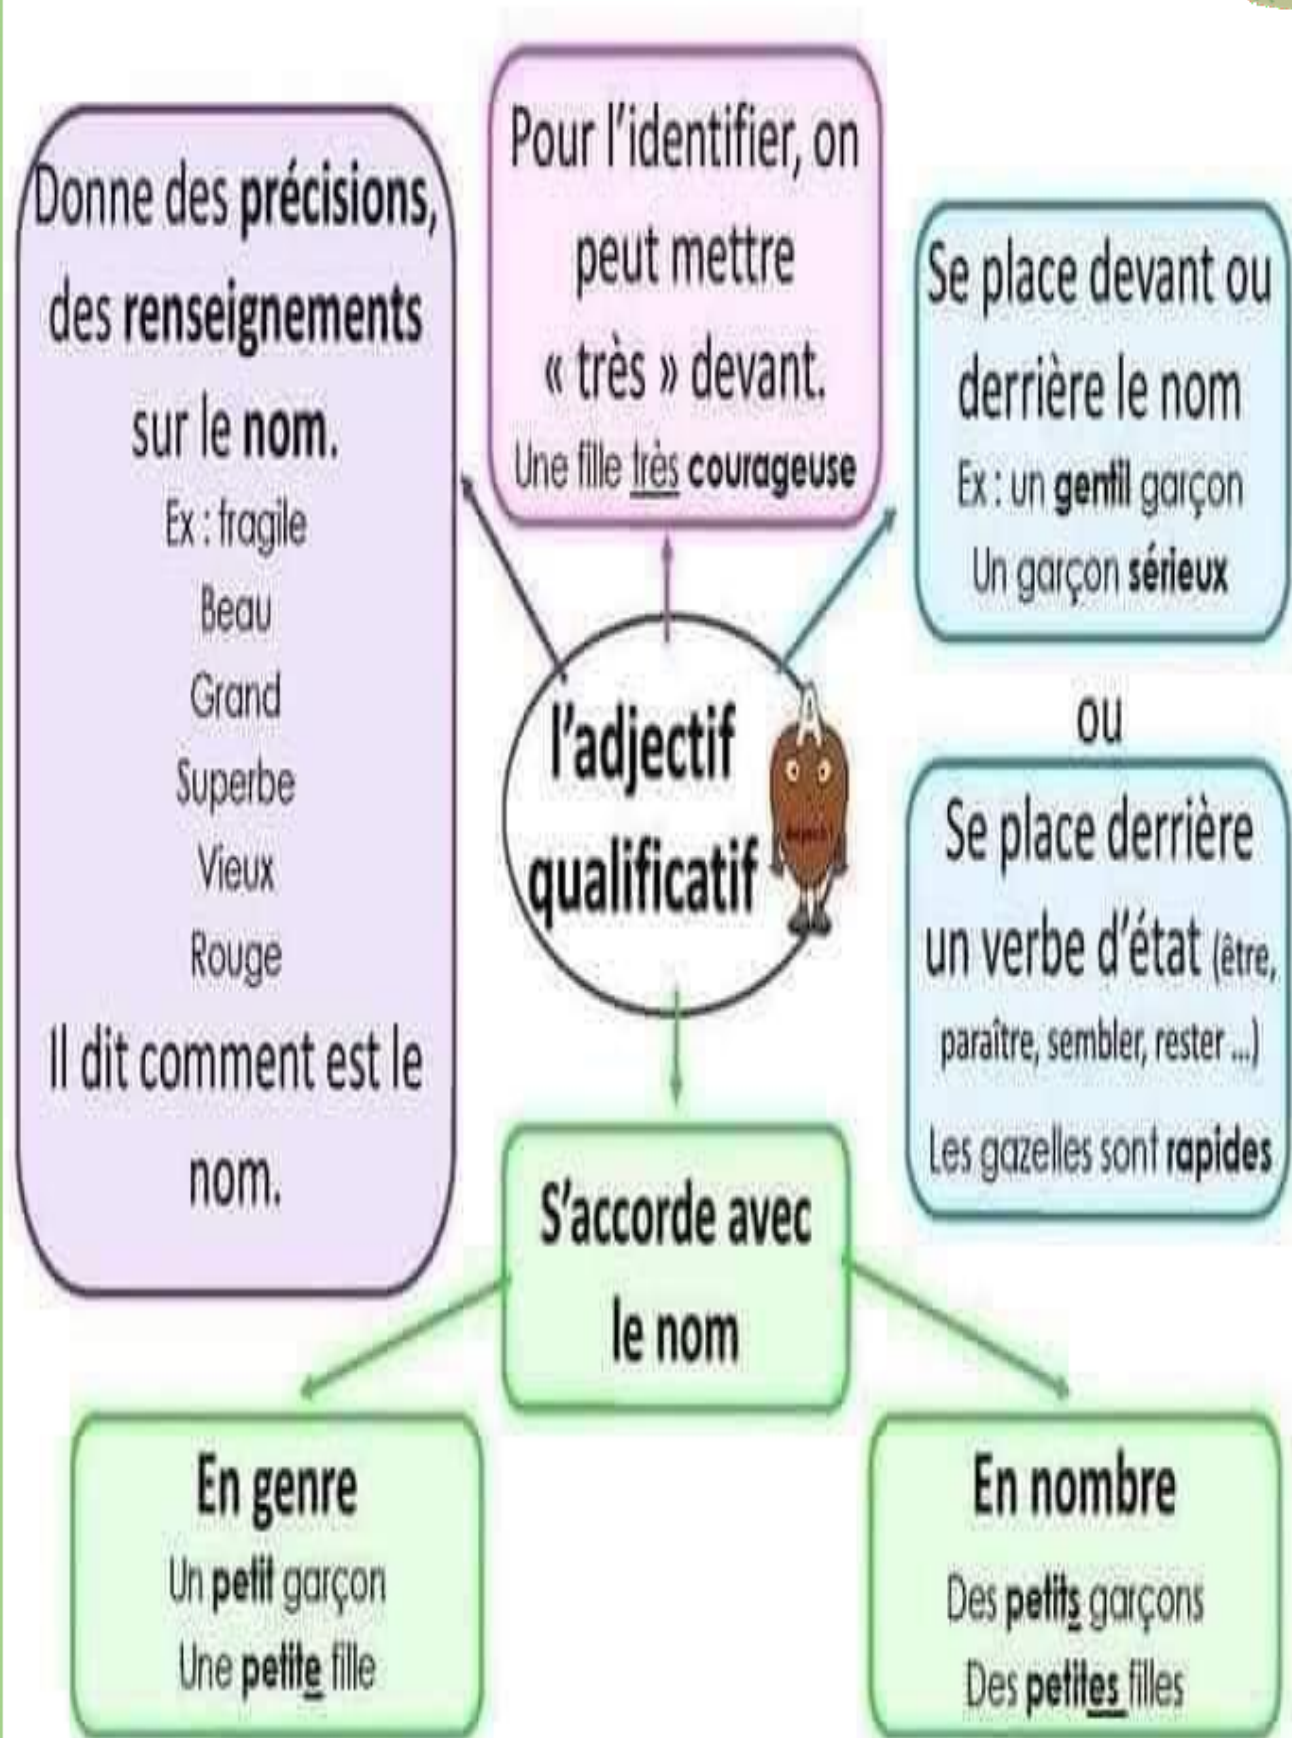 Donne des précisions,
des renseignements
sur le nom.
Ex : fragile
Beau
Grand
Superbe
Vieux
Rouge
Il dit comment est le
nom.
Pour l'identifier, on
peut mettre
« très » devant.
Une fille très courageuse
Se place devant ou
derrière le nom
Ex : un gentil garçon
Un garçon sérieux
ou
Se place derrière
un verbe d'état (être,
paraître, sembler, rester ...)
Les gazelles sont rapides
l'adjectif
qualificatif
A
S'accorde avec
le nom
En genre
Un petit garçon
Une petite fille
En nombre
Des petits garçons
Des petites filles